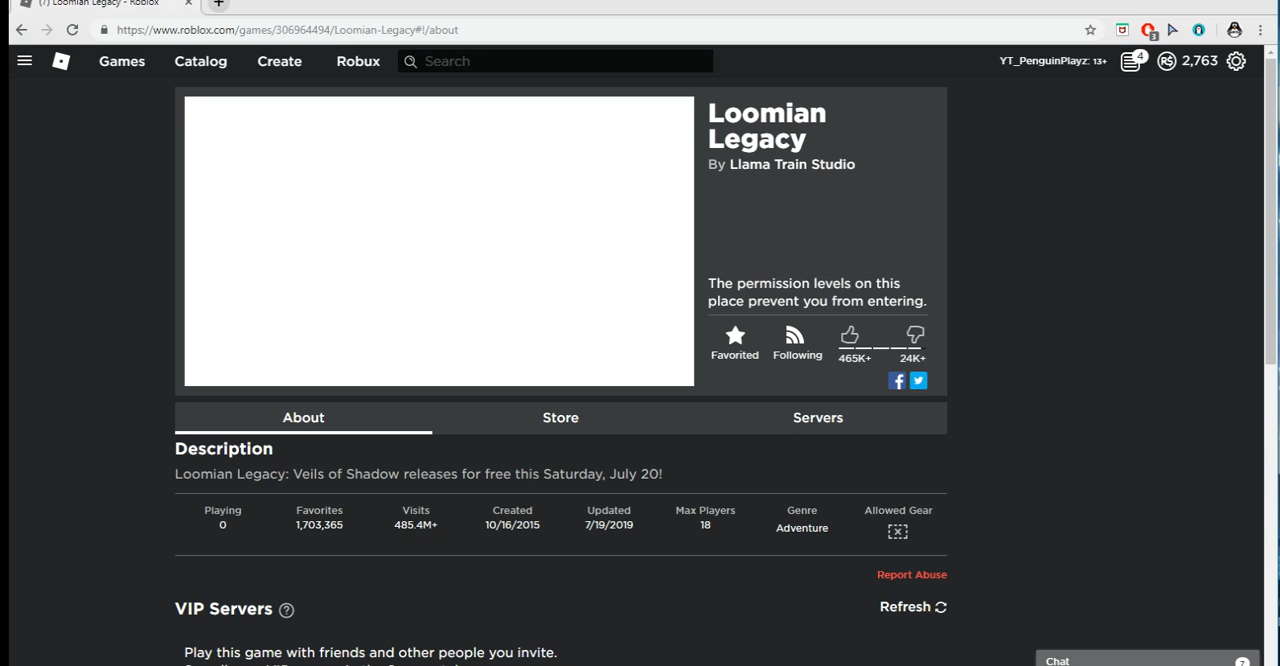 (7) Loomian Legacy - Roblox
https://www.roblox.com/games/306964494/Loomian-Legacy#!/about
3
Games Catalog Create Robux Search YT_PenguinPlayz: 13+ 4 R$ 2,763
Loomian
Legacy
By Llama Train Studio
The permission levels on this
place prevent you from entering.
Favorited Following 465K+ 24K+
About Store Servers
Description
Loomian Legacy: Veils of Shadow releases for free this Saturday, July 20!
Playing Favorites Visits Created Updated Max Players Genre Allowed Gear
0 1,703,365 485.4M+ 10/16/2015 7/19/2019 18 Adventure
Report Abuse
VIP Servers ? Refresh
Play this game with friends and other people you invite.
Chat 7